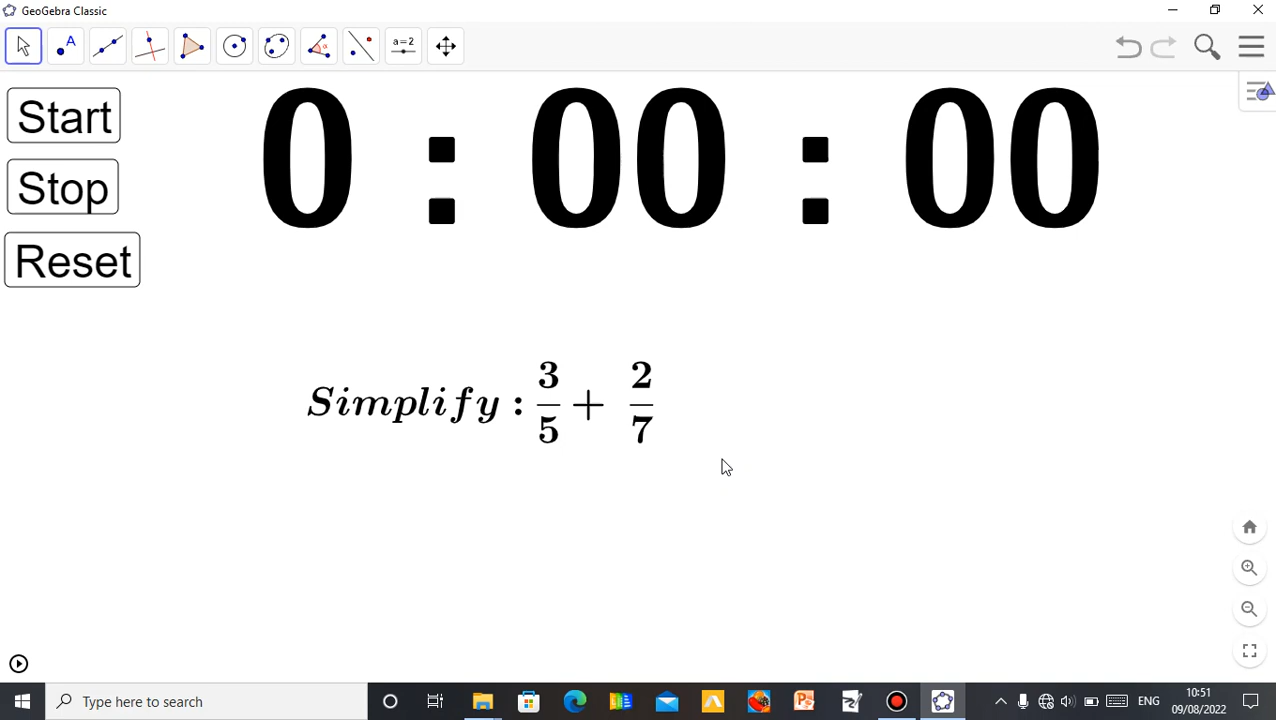 GeoGebra Classic
A
a=2
Start
0 : 00 : 00
Stop
Reset
Simplify : 3/5 + 2/7
Type here to search
ENG
10:51
09/08/2022